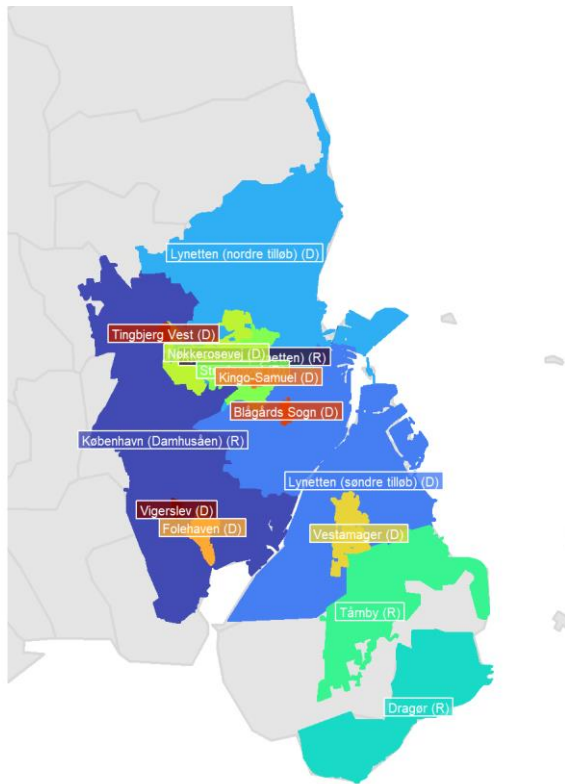 Lynetten (nordre tilløb) (D)
Tingbjerg Vest (D)
Nøkkerosevej (D)
netten) (R)
Kingo-Samuel (D)
Blågårds Sogn (D)
København (Damhusåen) (R)
Lynetten (søndre tilløb) (D)
Vigerslev (D)
Folehaven (D)
Vestamager (D)
Tårnby (R)
Dragør (R)